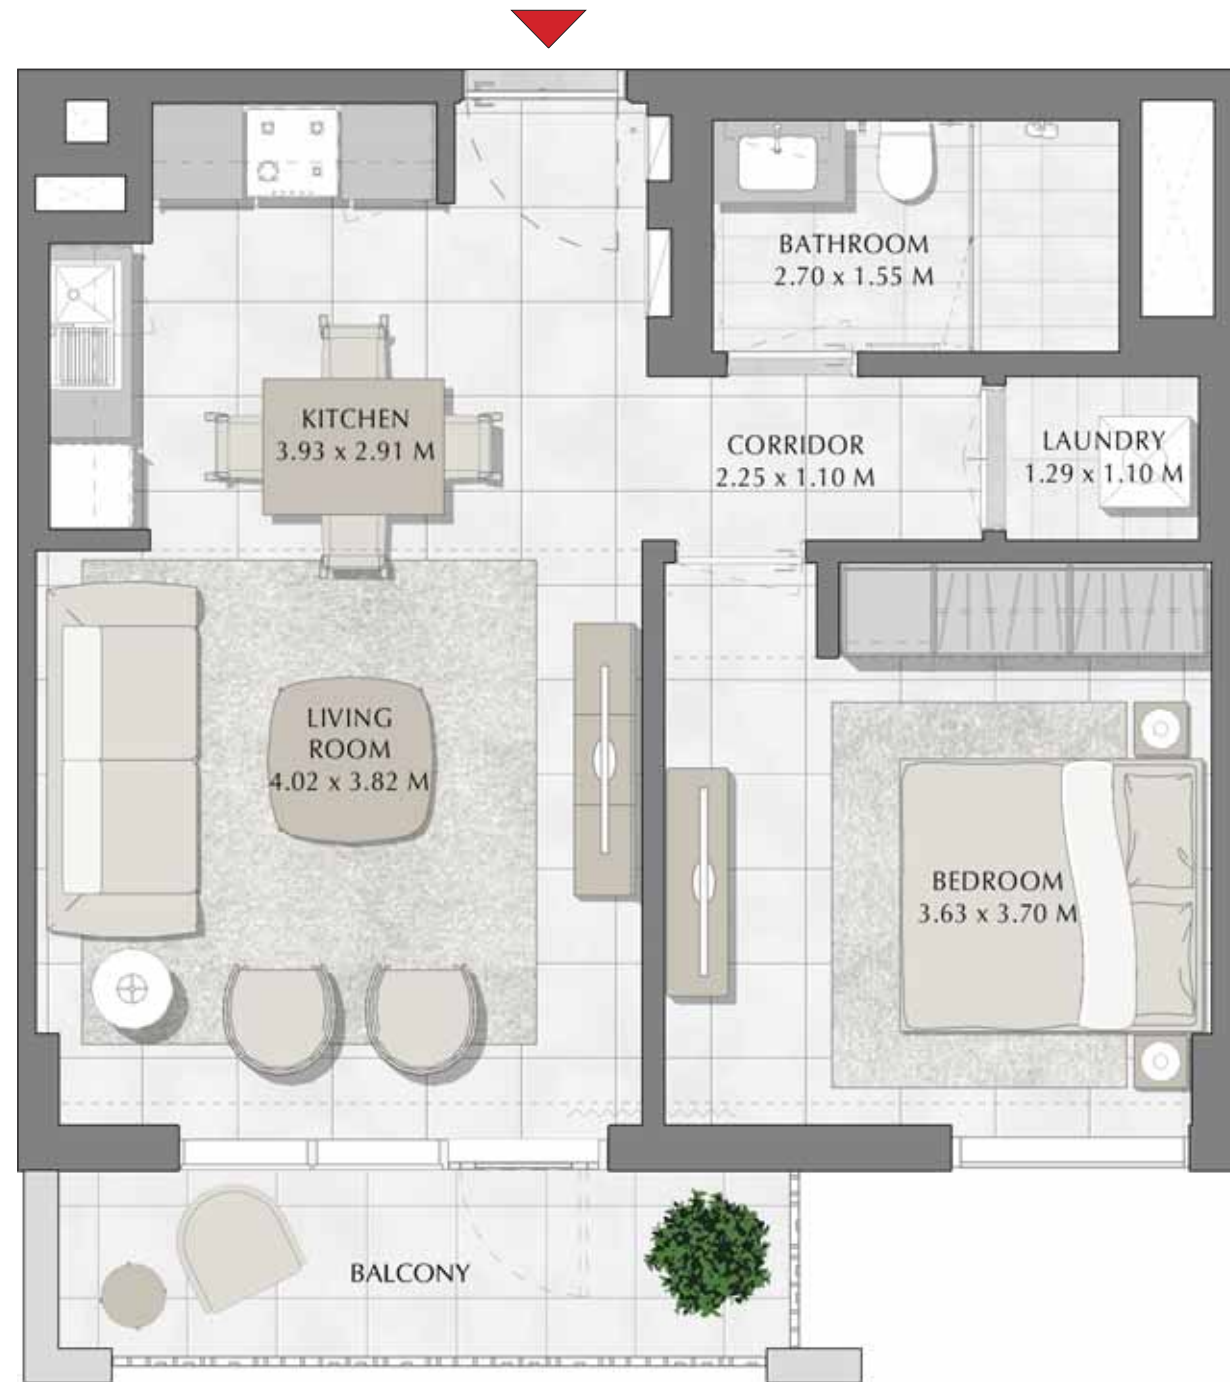 BATHROOM
2.70 x 1.55 M
KITCHEN
3.93 x 2.91 M
CORRIDOR
2.25 x 1.10 M
LAUNDRY
1.29 x 1.10 M
LIVING
ROOM
4.02 x 3.82 M
BEDROOM
3.63 x 3.70 M
BALCONY